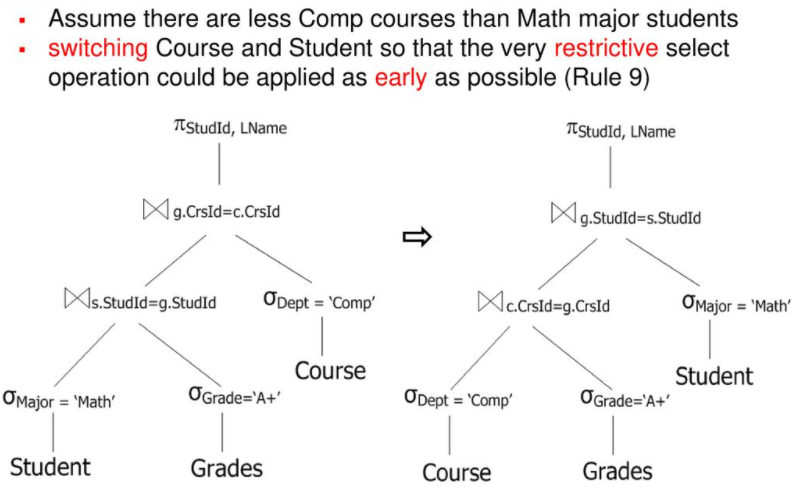 ▪ Assume there are less Comp courses than Math major students
▪ switching Course and Student so that the very restrictive select
operation could be applied as early as possible (Rule 9)
πStudId, LName
πStudId, LName
⋈g.CrsId=c.CrsId
⇨
⋈g.StudId=s.StudId
⋈s.StudId=g.StudId
σDept = ‘Comp’
⋈c.CrsId=g.CrsId
σMajor = ‘Math’
Course
Student
σMajor = ‘Math’
σGrade=‘A+’
σDept = ‘Comp’
σGrade=‘A+’
Student
Grades
Course
Grades